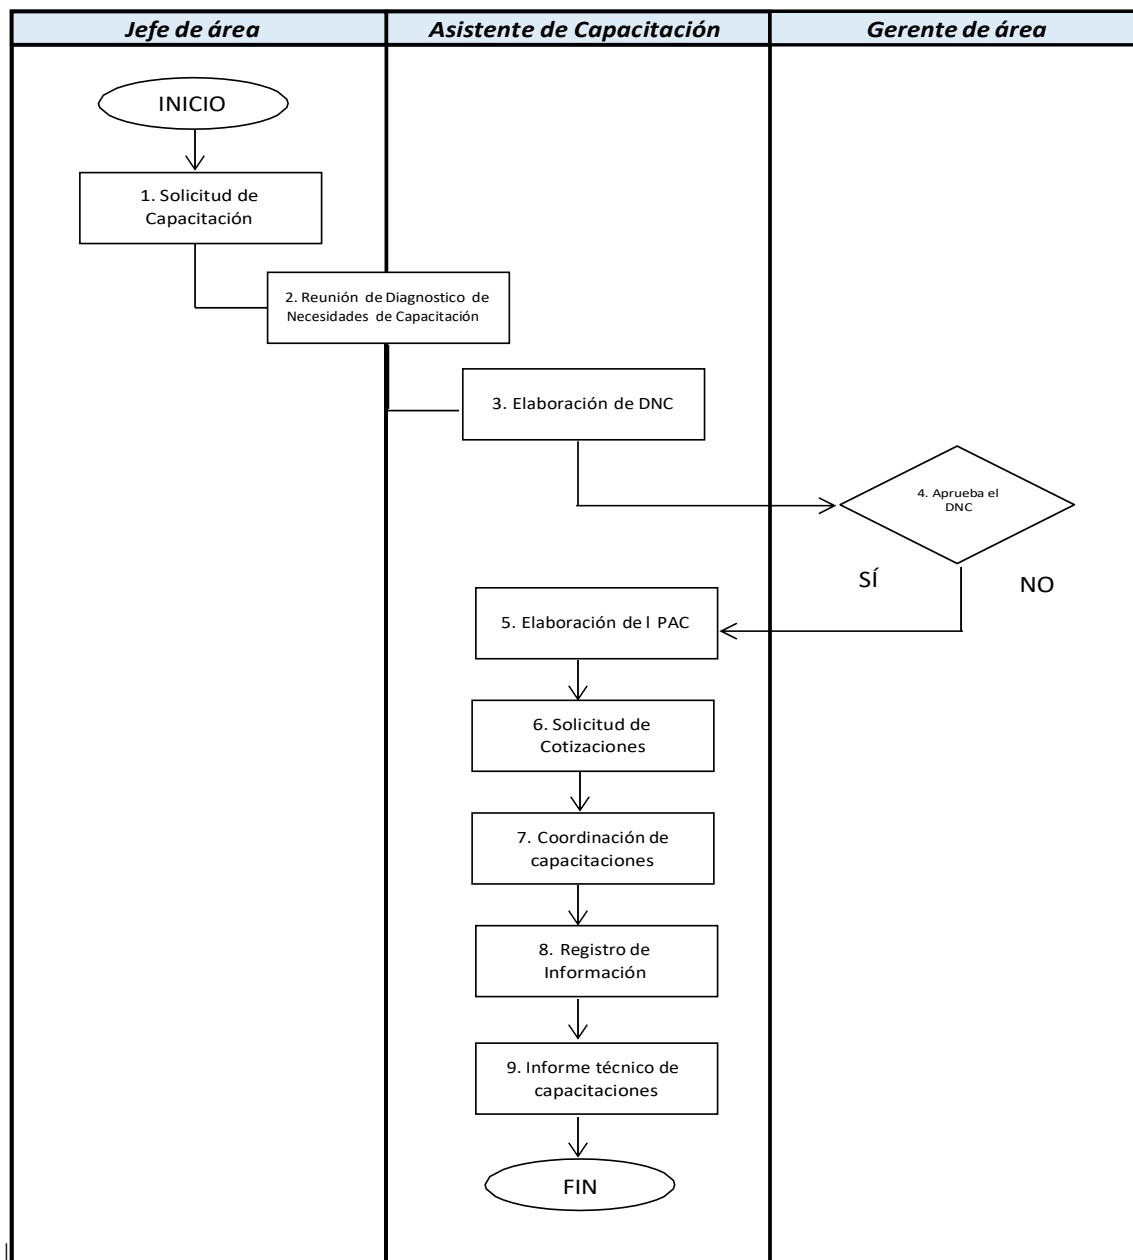 Jefe de área
Asistente de Capacitación
Gerente de área
INICIO
1. Solicitud de
Capacitación
2. Reunión de Diagnostico de
Necesidades de Capacitación
3. Elaboración de DNC
4. Aprueba el
DNC
SÍ
NO
5. Elaboración de l PAC
6. Solicitud de
Cotizaciones
7. Coordinación de
capacitaciones
8. Registro de
Información
9. Informe técnico de
capacitaciones
FIN